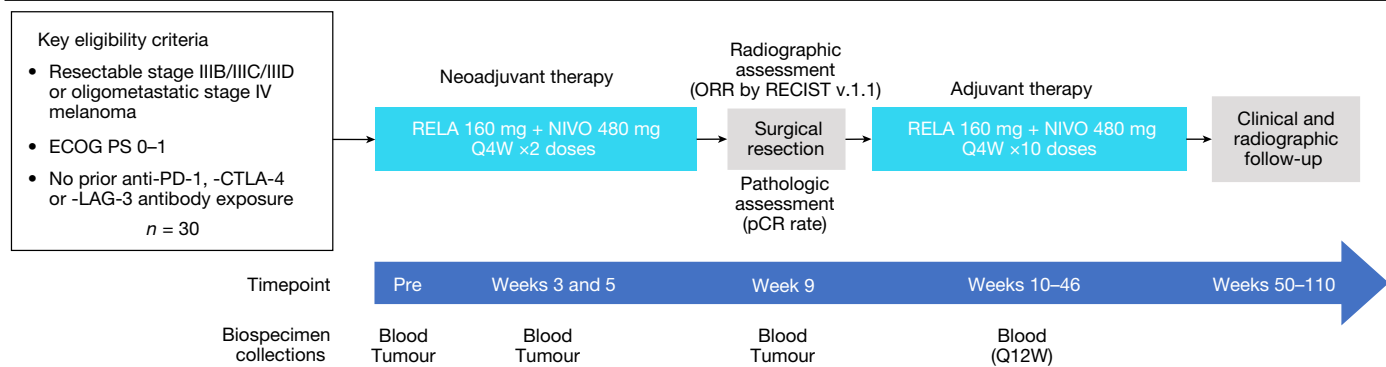 Key eligibility criteria
• Resectable stage IIIB/IIIC/IIID
or oligometastatic stage IV
melanoma
• ECOG PS 0–1
• No prior anti-PD-1, -CTLA-4
or -LAG-3 antibody exposure
n = 30
Neoadjuvant therapy
RELA 160 mg + NIVO 480 mg
Q4W ×2 doses
Radiographic
assessment
(ORR by RECIST v.1.1)
Surgical
resection
Pathologic
assessment
(pCR rate)
Adjuvant therapy
RELA 160 mg + NIVO 480 mg
Q4W ×10 doses
Clinical and
radiographic
follow-up
Timepoint
Pre
Weeks 3 and 5
Week 9
Weeks 10–46
Weeks 50–110
Biospecimen
collections
Blood
Tumour
Blood
Tumour
Blood
Tumour
Blood
(Q12W)